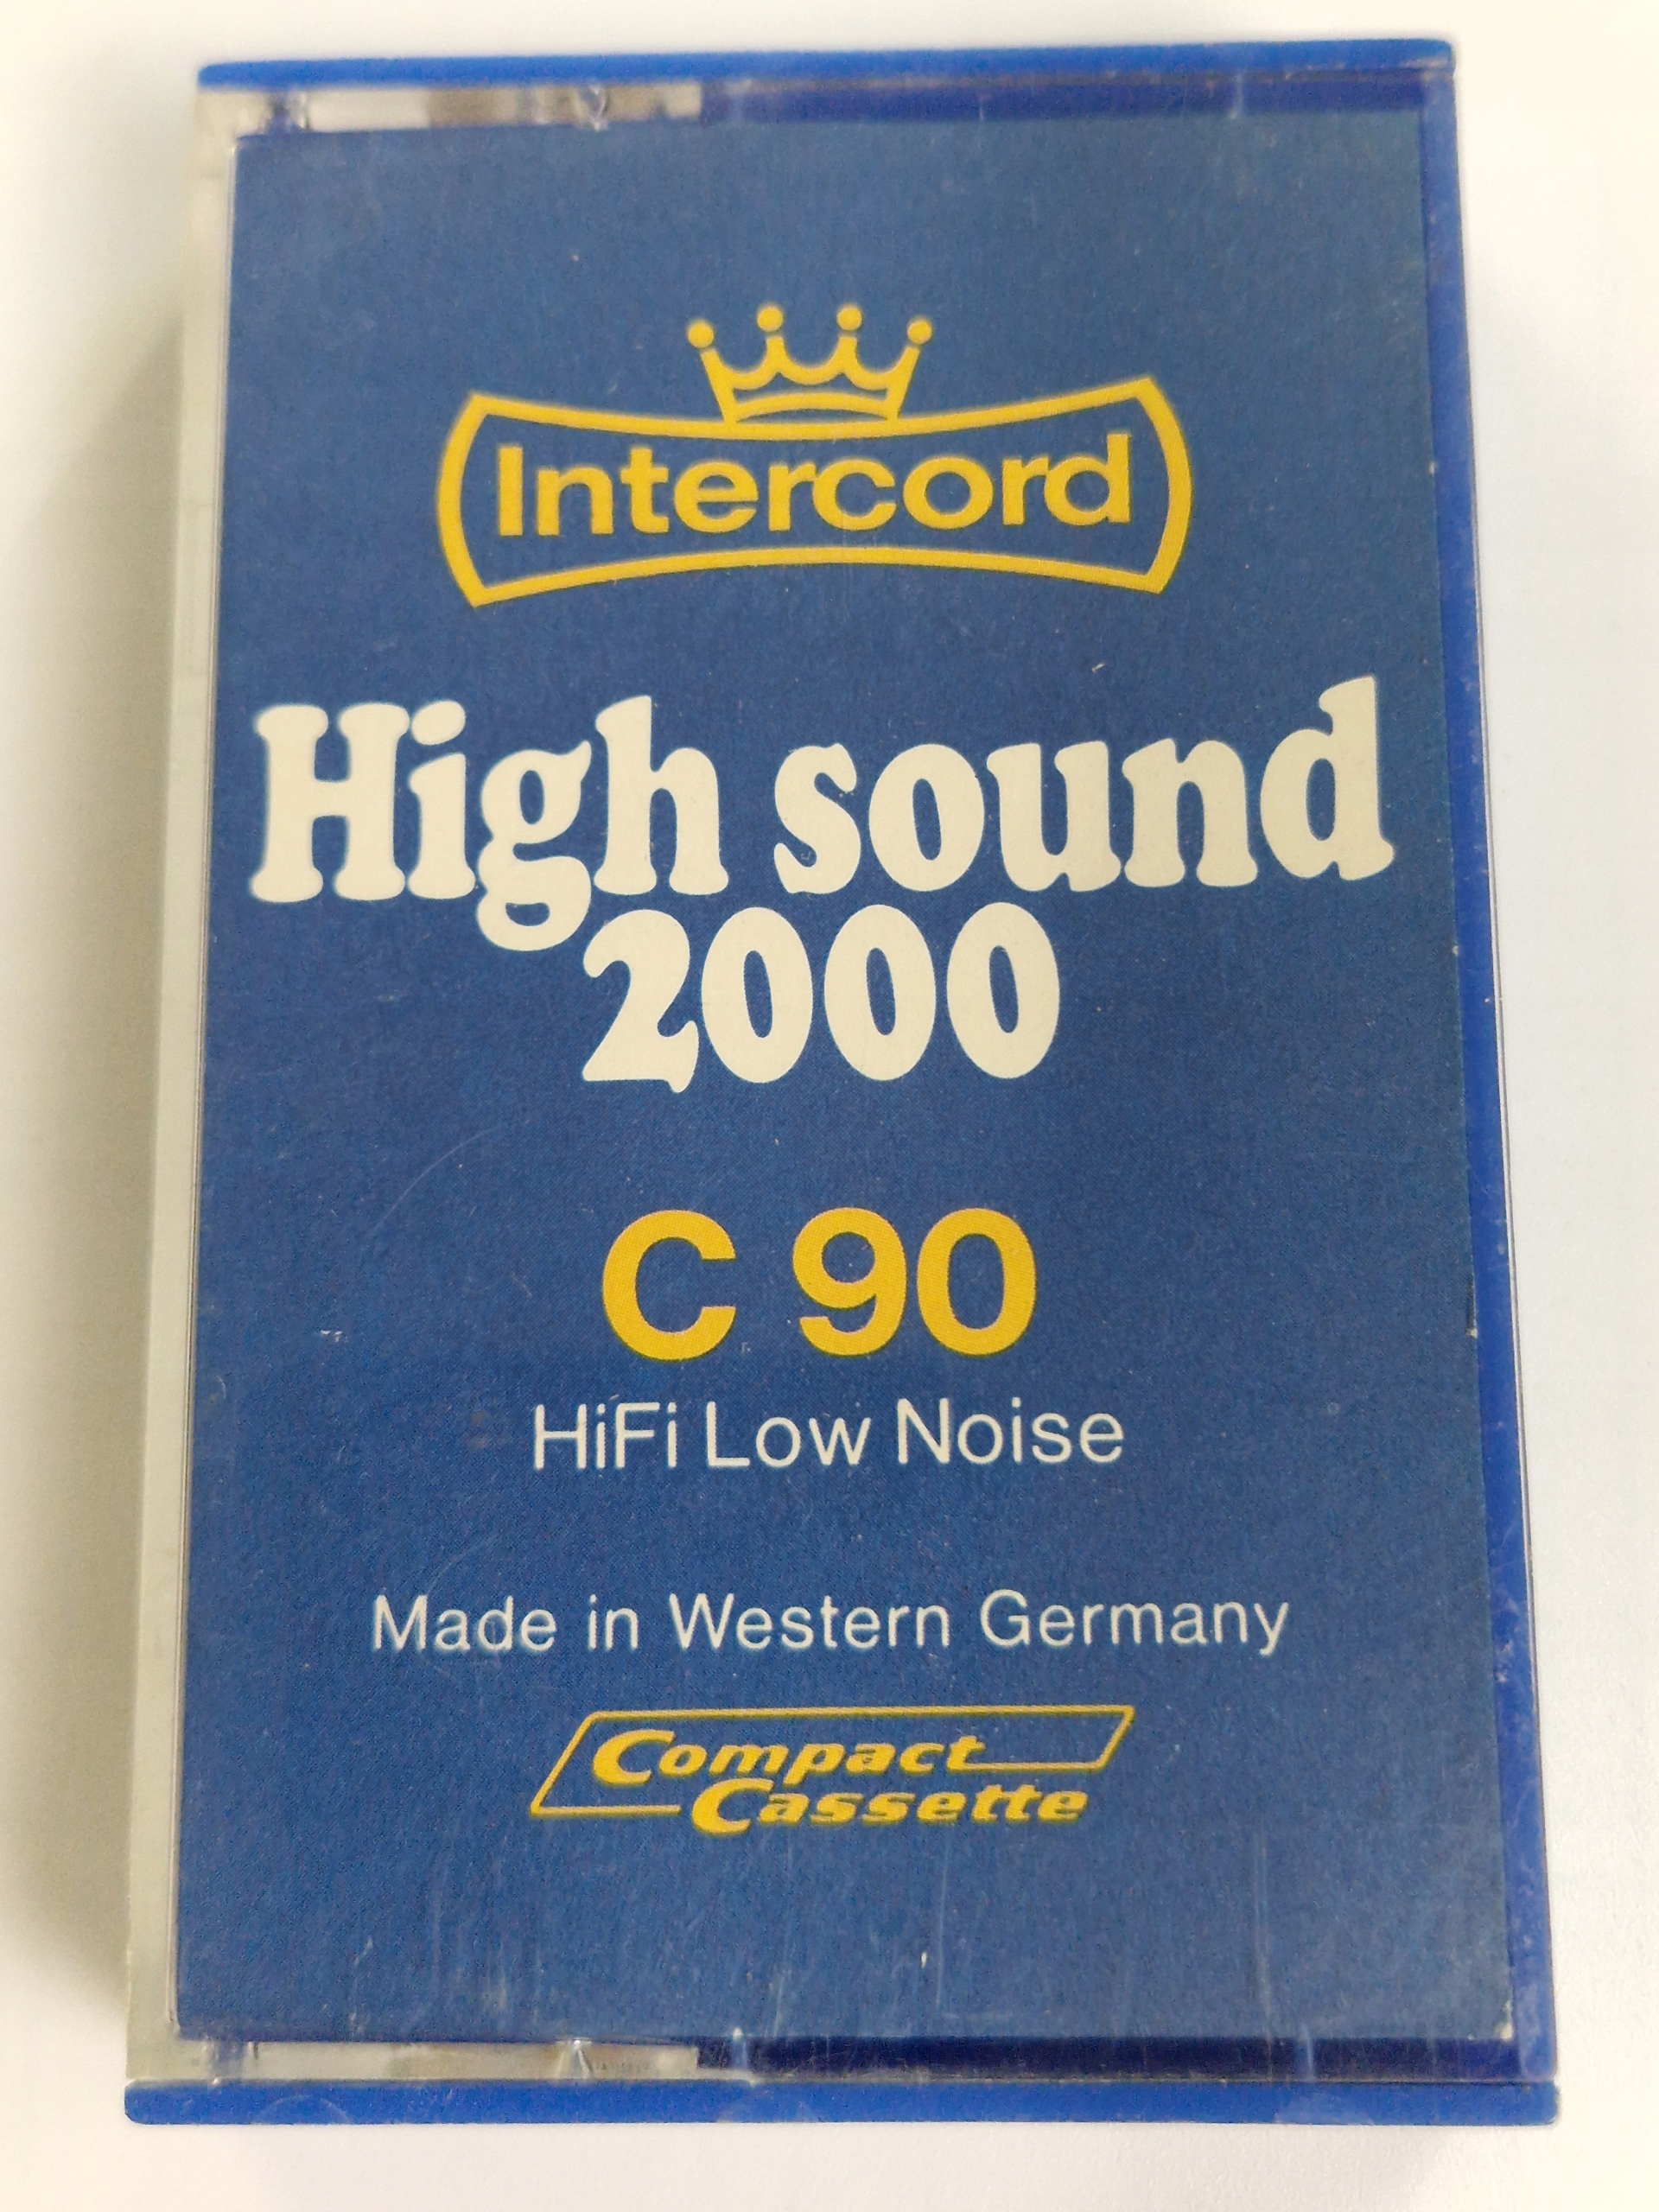 Intercord
High sound
2000
C 90
HiFi Low Noise
Made in Western Germany
Compact
Cassette